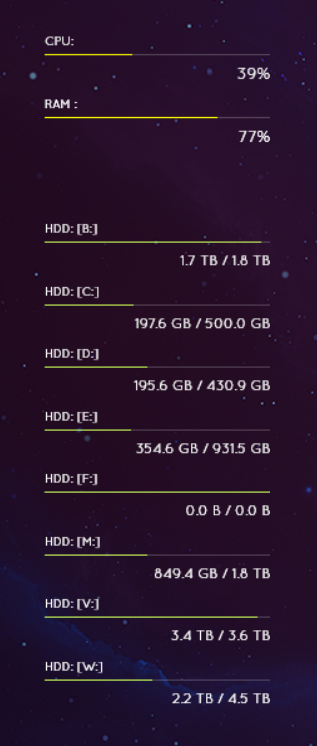 CPU:
39%
RAM :
77%
HDD: [B:]
1.7 TB / 1.8 TB
HDD: [C:]
197.6 GB / 500.0 GB
HDD: [D:]
195.6 GB / 430.9 GB
HDD: [E:]
354.6 GB / 931.5 GB
HDD: [F:]
0.0 B / 0.0 B
HDD: [M:]
849.4 GB / 1.8 TB
HDD: [V:]
3.4 TB / 3.6 TB
HDD: [W:]
2.2 TB / 4.5 TB